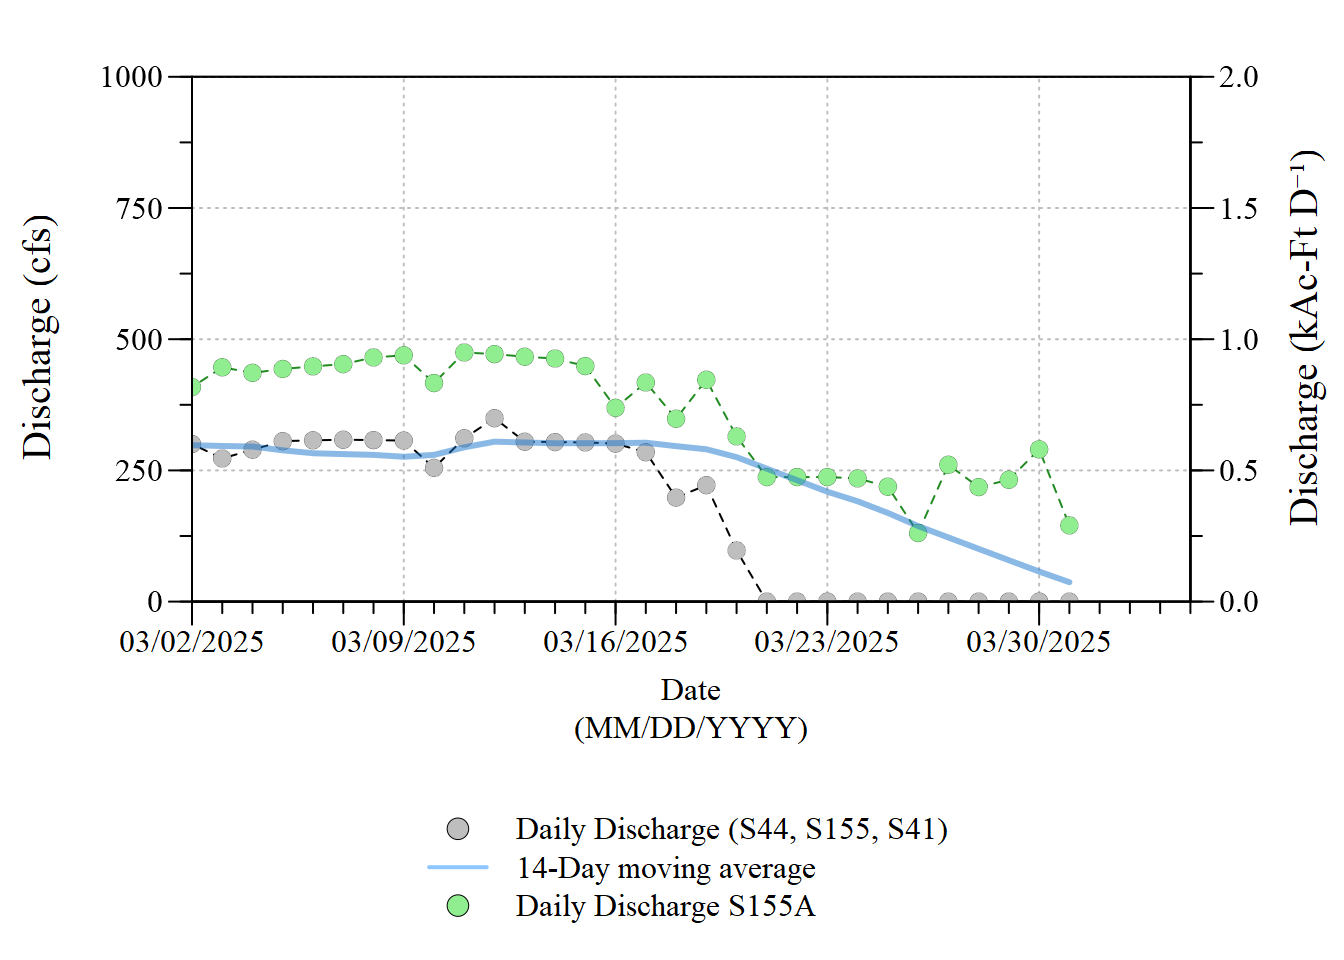 1000
750
500
250
0
Discharge (cfs)
2.0
1.5
1.0
0.5
0.0
Discharge (kAc-Ft D⁻¹)
03/02/2025 03/09/2025 03/16/2025 03/23/2025 03/30/2025
Date
(MM/DD/YYYY)
Daily Discharge (S44, S155, S41)
14-Day moving average
Daily Discharge S155A